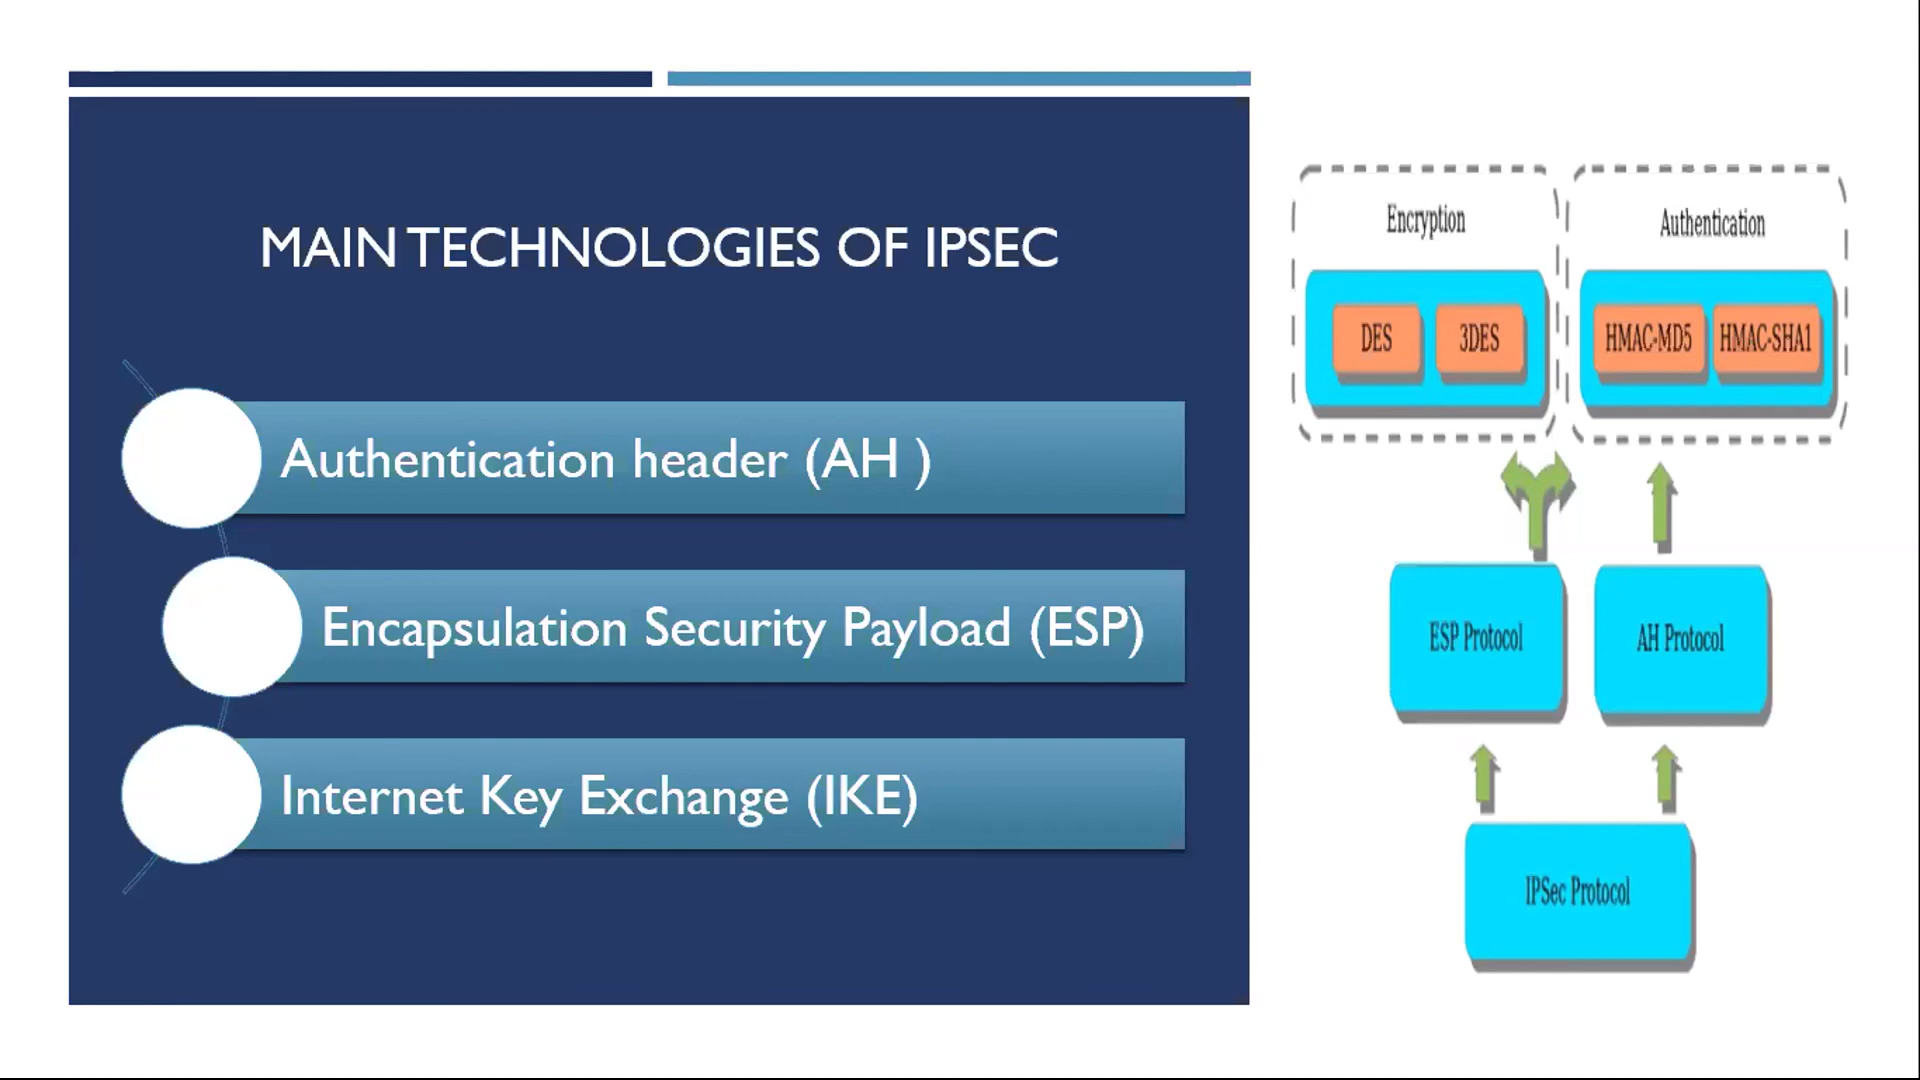 MAIN TECHNOLOGIES OF IPSEC
Authentication header (AH )
Encapsulation Security Payload (ESP)
Internet Key Exchange (IKE)
Encryption
Authentication
DES
3DES
HMAC-MD5
HMAC-SHA1
ESP Protocol
AH Protocol
IPSec Protocol